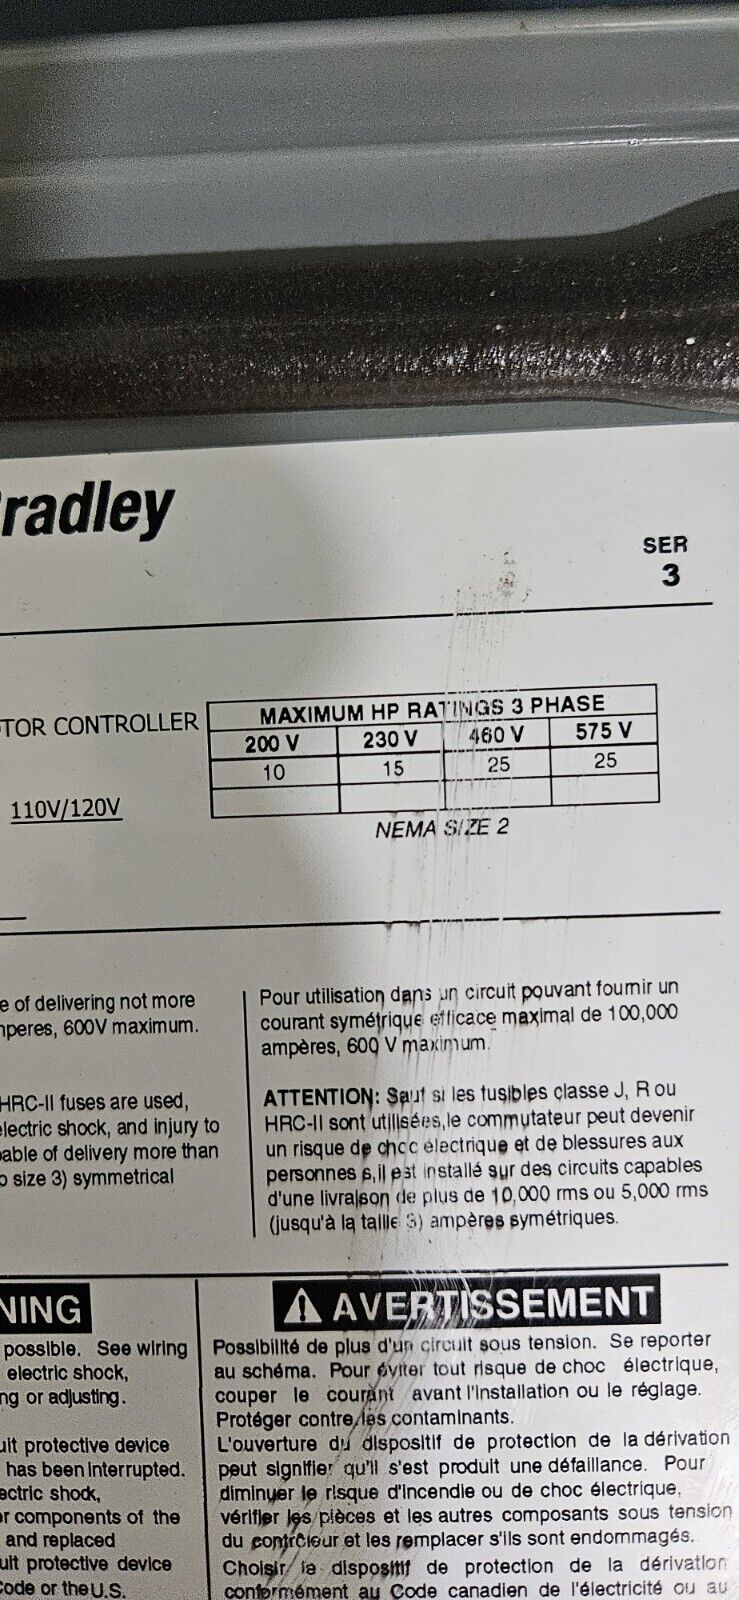 radley
SER
3
TOR CONTROLLER
MAXIMUM HP RATINGS 3 PHASE
200 V 230 V 460 V 575 V
10 15 25 25
110V/120V
NEMA SIZE 2
e of delivering not more
mperes, 600V maximum.
HRC-II fuses are used,
electric shock, and injury to
able of delivery more than
o size 3) symmetrical
Pour utilisation dans un circuit pouvant fournir un
courant symétrique efficace maximal de 100,000
ampères, 600 V maximum.
ATTENTION: Sauf si les fusibles classe J, R ou
HRC-II sont utilisées,le commutateur peut devenir
un risque de choc électrique et de blessures aux
personnes s,il est installé sur des circuits capables
d'une livraison de plus de 10,000 rms ou 5,000 rms
(jusqu'à la taille 3) ampères symétriques.
NING
possible. See wiring
electric shock,
ng or adjusting.
uit protective device
has been interrupted.
ectric shock,
or components of the
and replaced
uit protective device
Code or the U.S.
AVERTISSEMENT
Possibilité de plus d'un circuit sous tension. Se reporter
au schéma. Pour éviter tout risque de choc électrique,
couper le courant avant l'installation ou le réglage.
Protéger contre les contaminants.
L'ouverture du dispositif de protection de la dérivation
peut signifier qu'il s'est produit une défaillance. Pour
diminuer le risque d'incendie ou de choc électrique,
vérifier les pièces et les autres composants sous tension
du contrôleur et les remplacer s'ils sont endommagés.
Choisir le dispositif de protection de la dérivation
conformément au Code canadien de l'électricité ou au